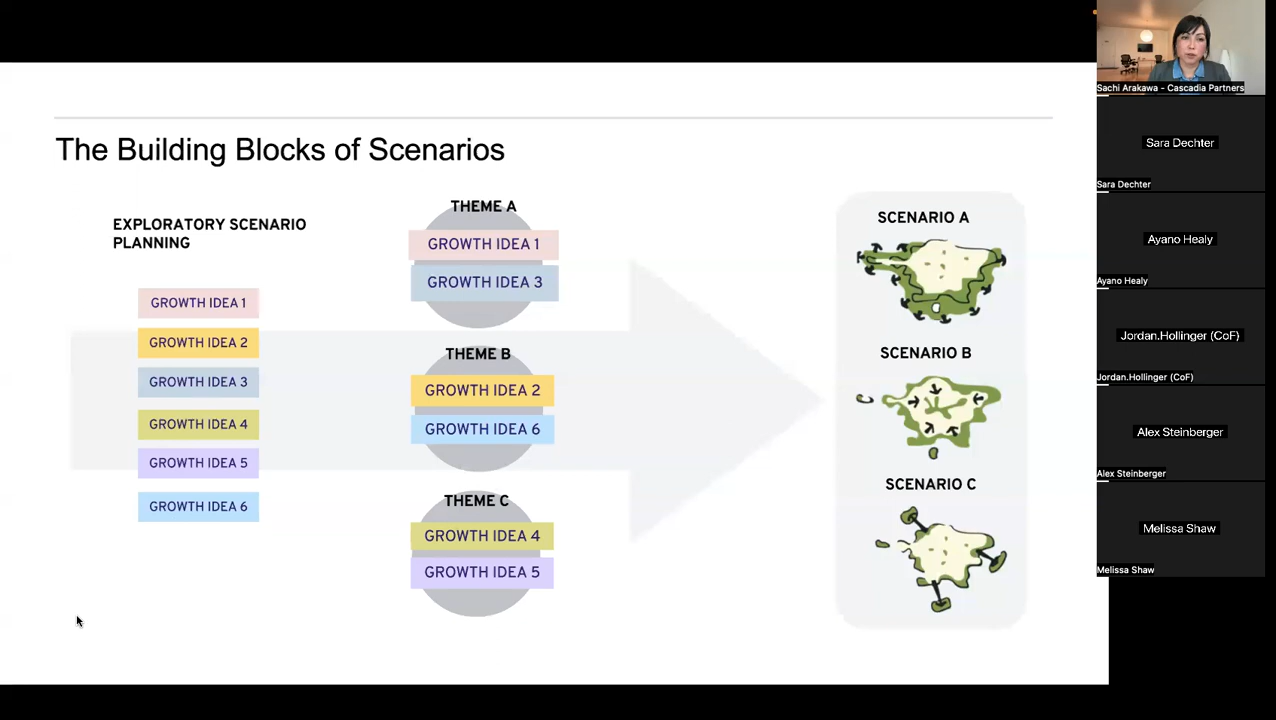 The Building Blocks of Scenarios
EXPLORATORY SCENARIO
PLANNING
GROWTH IDEA 1
GROWTH IDEA 2
GROWTH IDEA 3
GROWTH IDEA 4
GROWTH IDEA 5
GROWTH IDEA 6
THEME A
GROWTH IDEA 1
GROWTH IDEA 3
THEME B
GROWTH IDEA 2
GROWTH IDEA 6
THEME C
GROWTH IDEA 4
GROWTH IDEA 5
SCENARIO A
SCENARIO B
SCENARIO C
Sachi Arakawa - Cascadia Partners
Sara Dechter
Sara Dechter
Ayano Healy
Ayano Healy
Jordan.Hollinger (CoF)
Jordan.Hollinger (CoF)
Alex Steinberger
Alex Steinberger
Melissa Shaw
Melissa Shaw